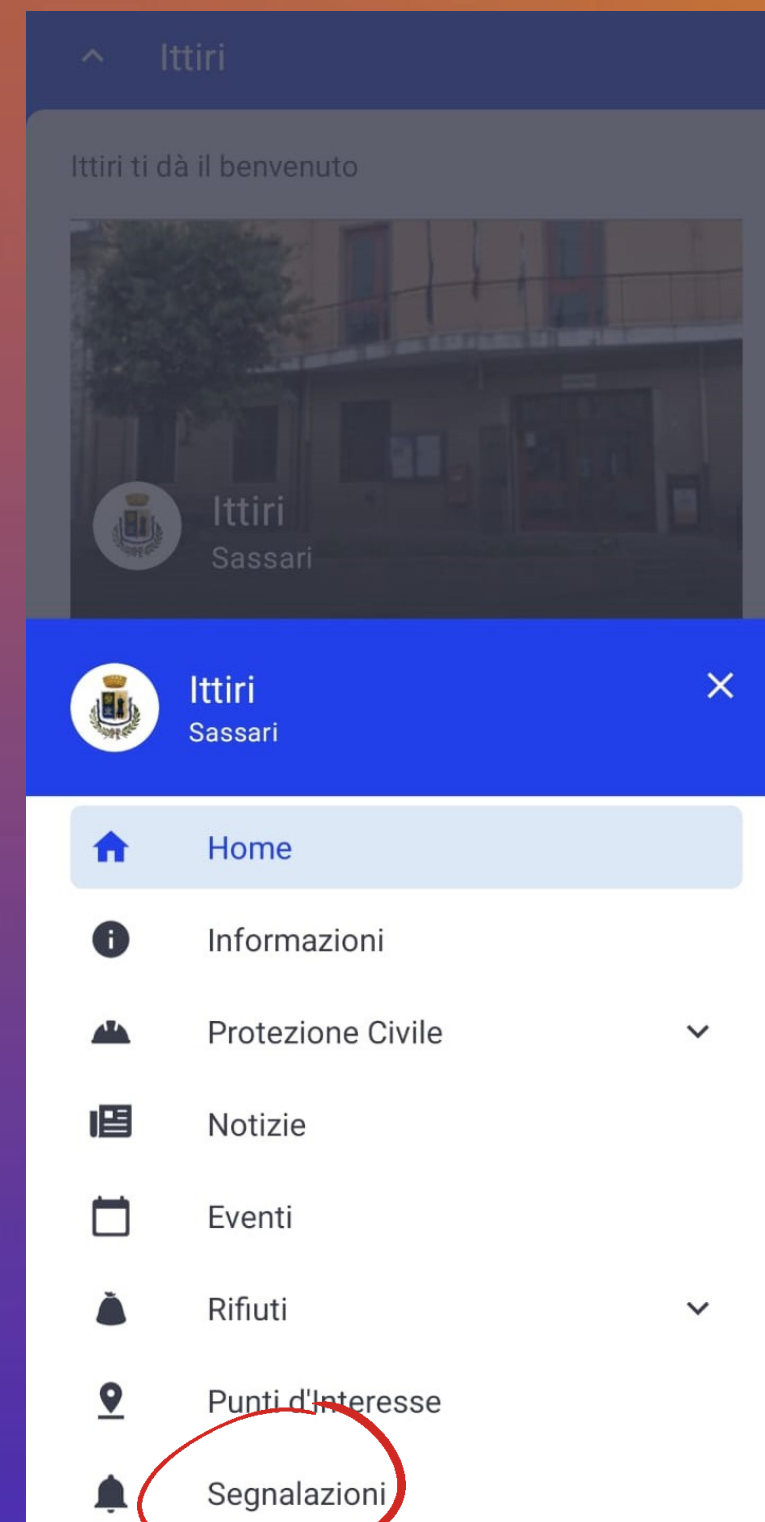 Ittiri
Ittiri ti dà il benvenuto
Ittiri
Sassari
Ittiri
Sassari
Home
Informazioni
Protezione Civile
Notizie
Eventi
Rifiuti
Punti d'Interesse
Segnalazioni